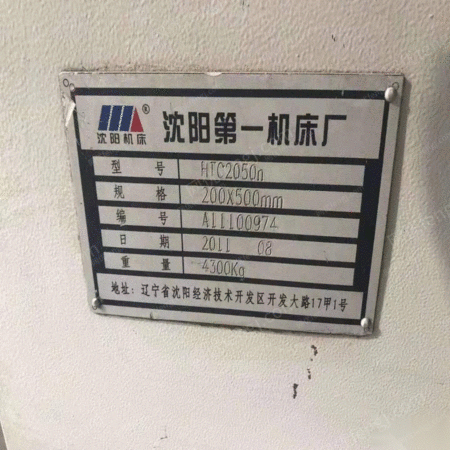 沈阳机床®
沈阳第一机床厂
型 号 HTC2050n
规 格 200X500mm
编 号 A11100974
日 期 2011 08
重 量 4300Kg
地址: 辽宁省沈阳经济技术开发区开发大路17甲1号